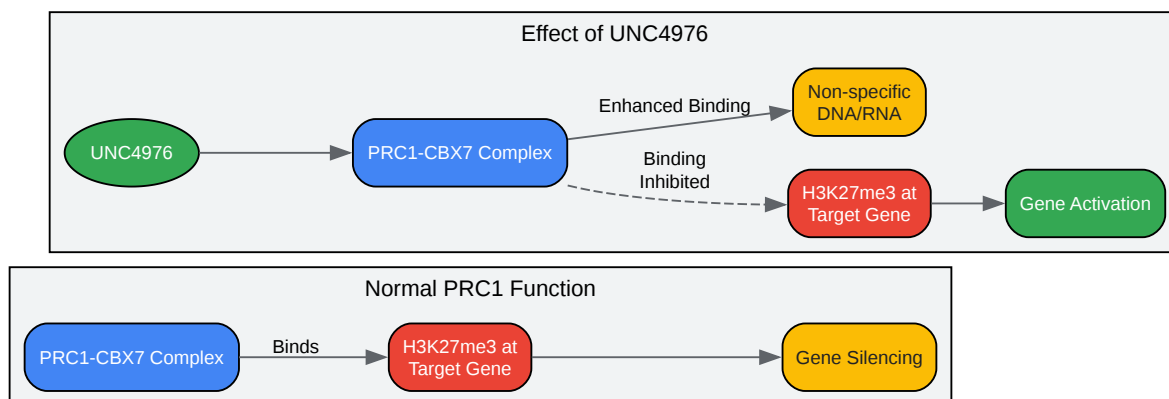 Effect of UNC4976
Enhanced Binding
Non-specific
DNA/RNA
UNC4976
PRC1-CBX7 Complex
Binding
Inhibited
H3K27me3 at
Target Gene
Gene Activation
Normal PRC1 Function
PRC1-CBX7 Complex
Binds
H3K27me3 at
Target Gene
Gene Silencing